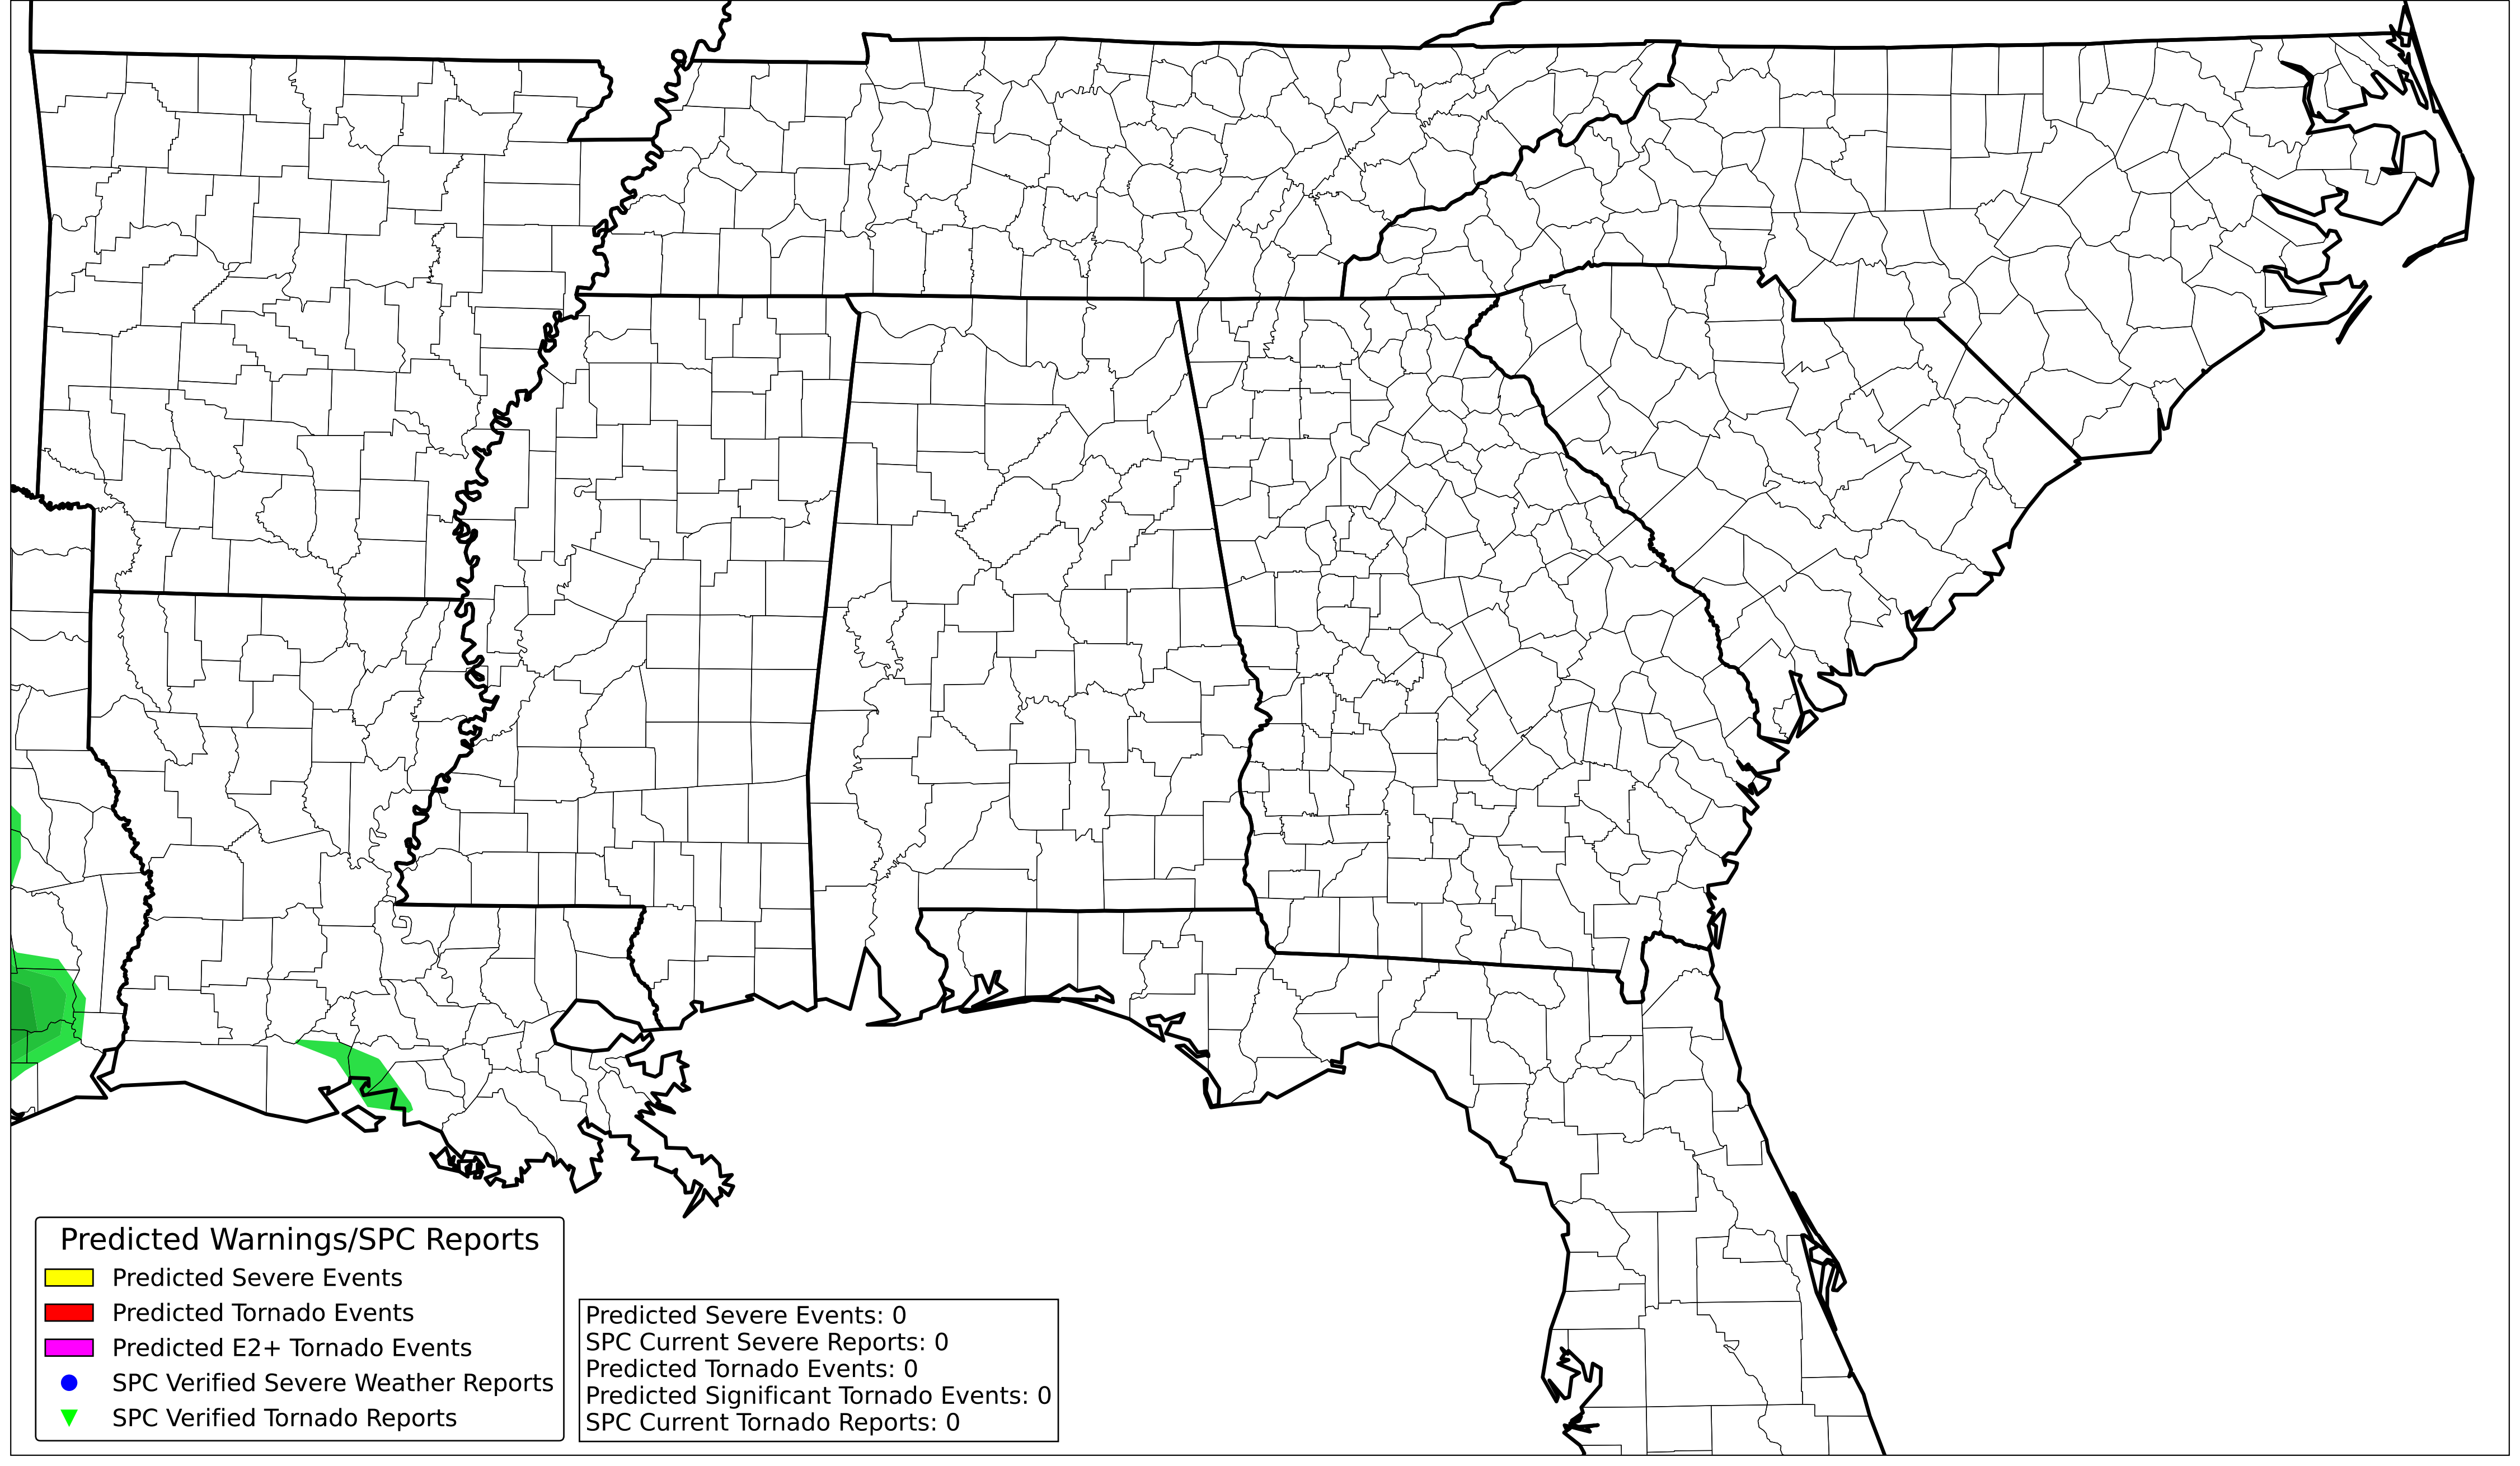 Predicted Warnings/SPC Reports
Predicted Severe Events
Predicted Tornado Events
Predicted E2+ Tornado Events
SPC Verified Severe Weather Reports
SPC Verified Tornado Reports
Predicted Severe Events: 0
SPC Current Severe Reports: 0
Predicted Tornado Events: 0
Predicted Significant Tornado Events: 0
SPC Current Tornado Reports: 0